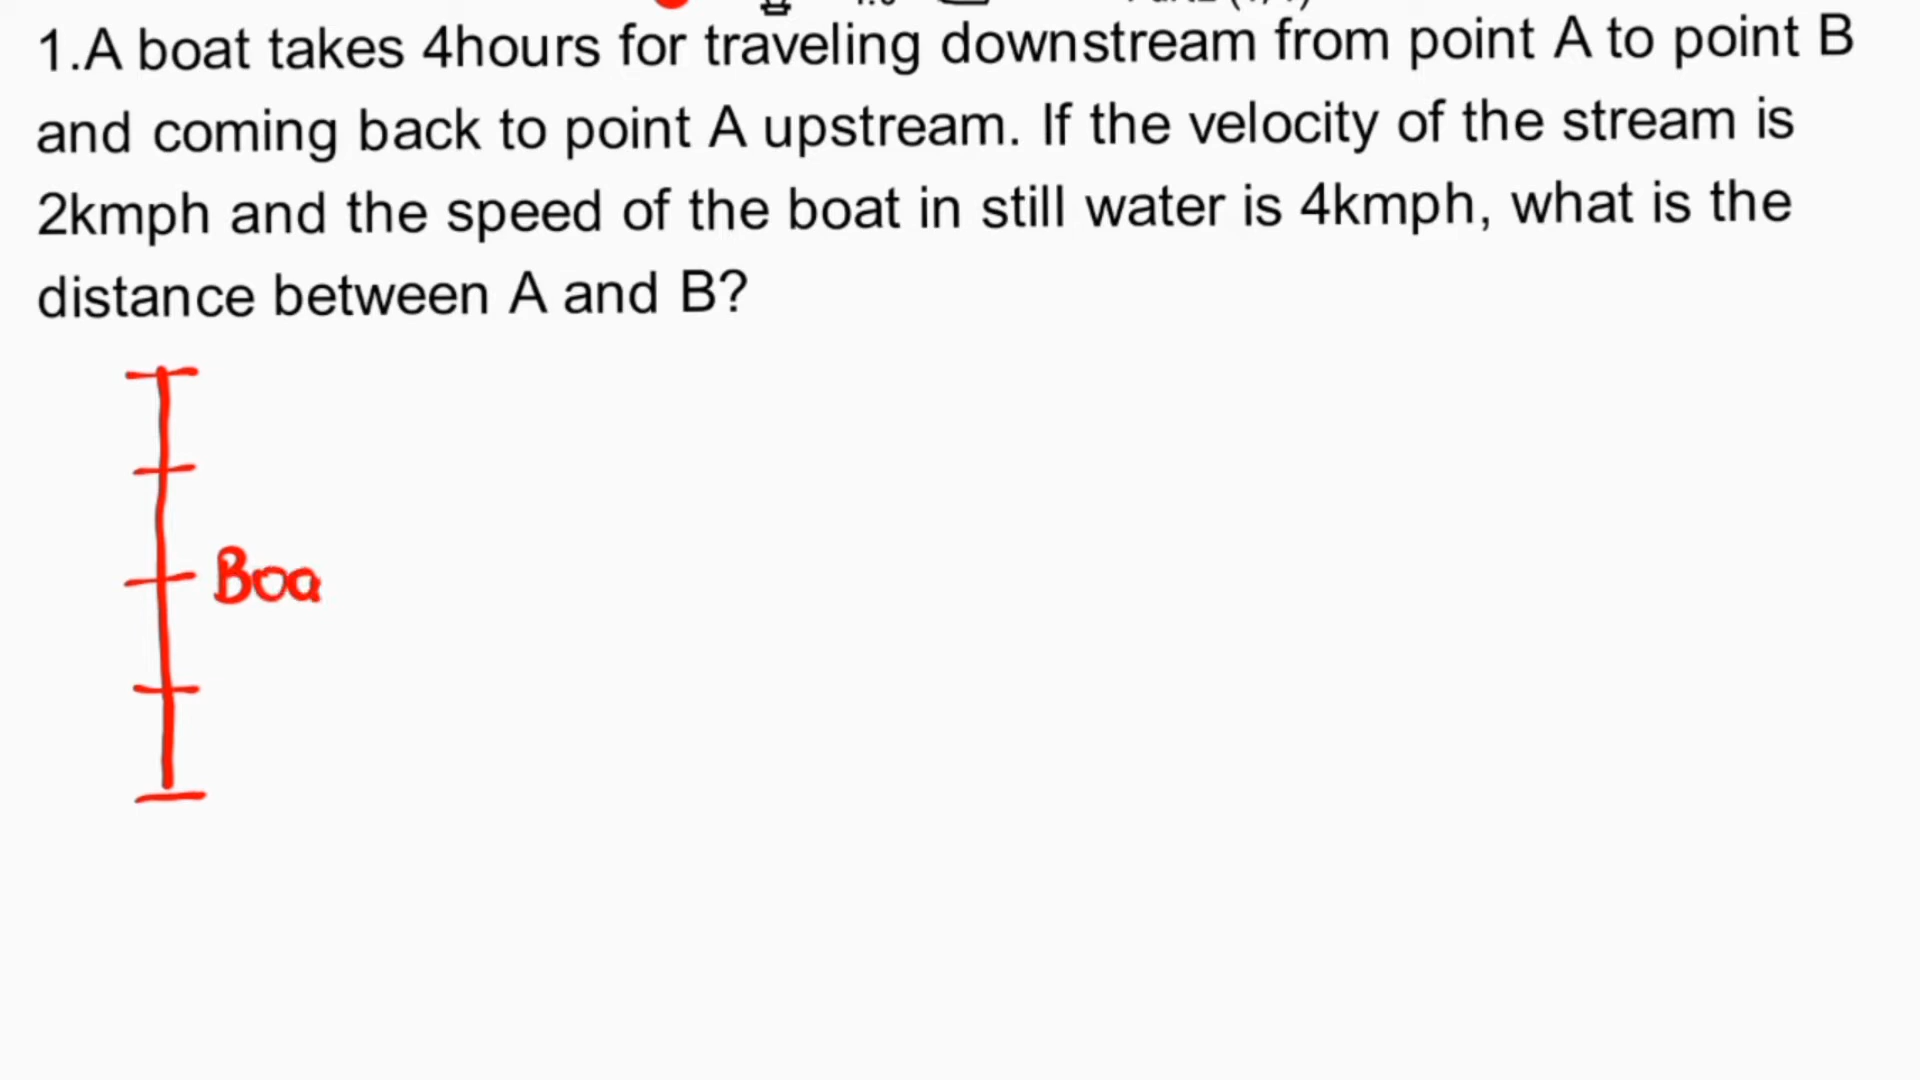 1.A boat takes 4hours for traveling downstream from point A to point B
and coming back to point A upstream. If the velocity of the stream is
2kmph and the speed of the boat in still water is 4kmph, what is the
distance between A and B?
Boa